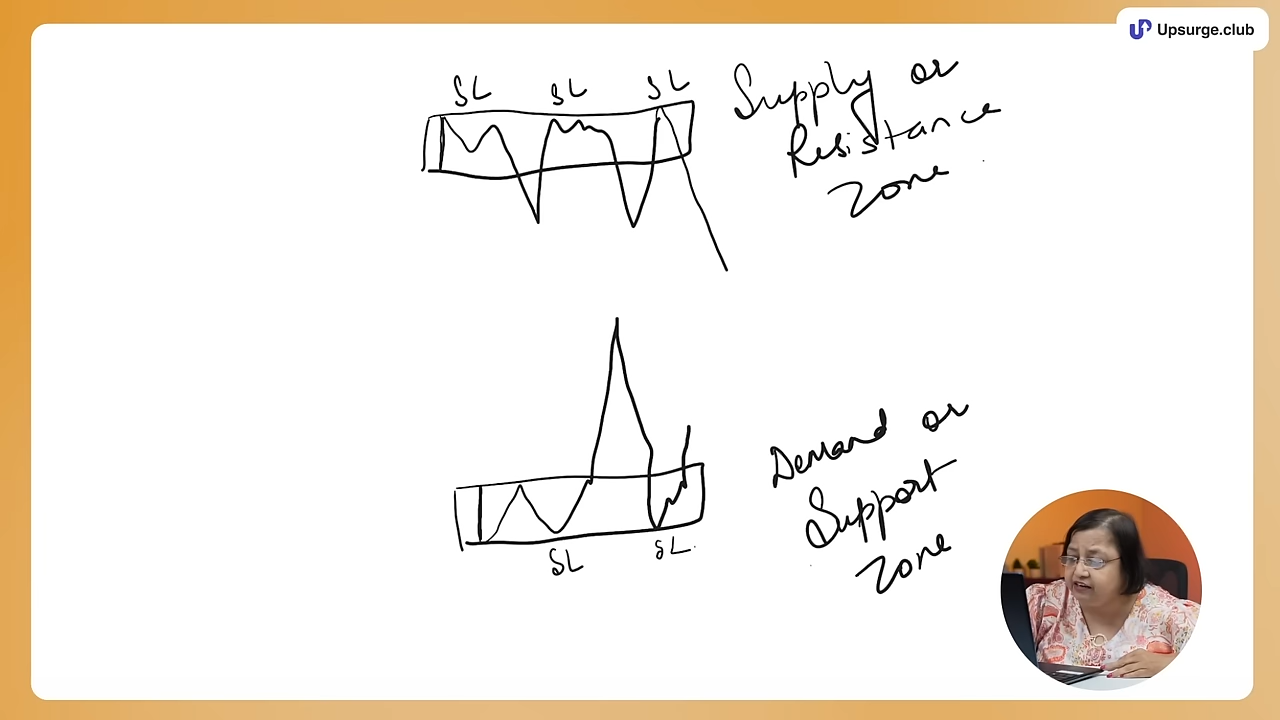 Upsurge.club
SL SL SL
Supply or
Resistance
Zone
Demand or
Support
Zone
SL SL.